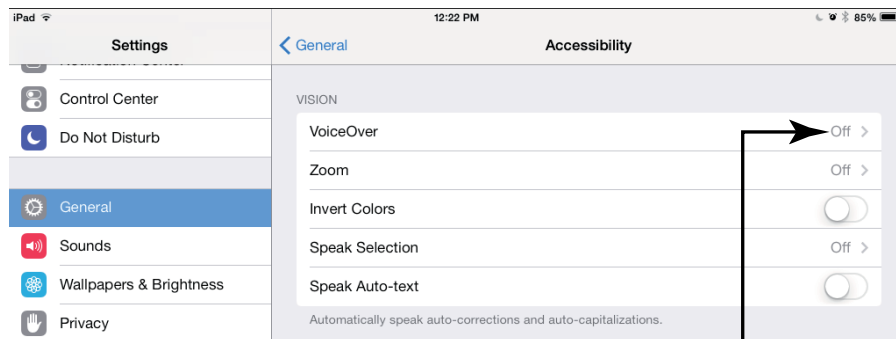 iPad 12:22 PM 85%
Settings
General Accessibility
Notification Center
Control Center
Do Not Disturb
General
Sounds
Wallpapers & Brightness
Privacy
VISION
VoiceOver Off
Zoom Off
Invert Colors
Speak Selection Off
Speak Auto-text
Automatically speak auto-corrections and auto-capitalizations.